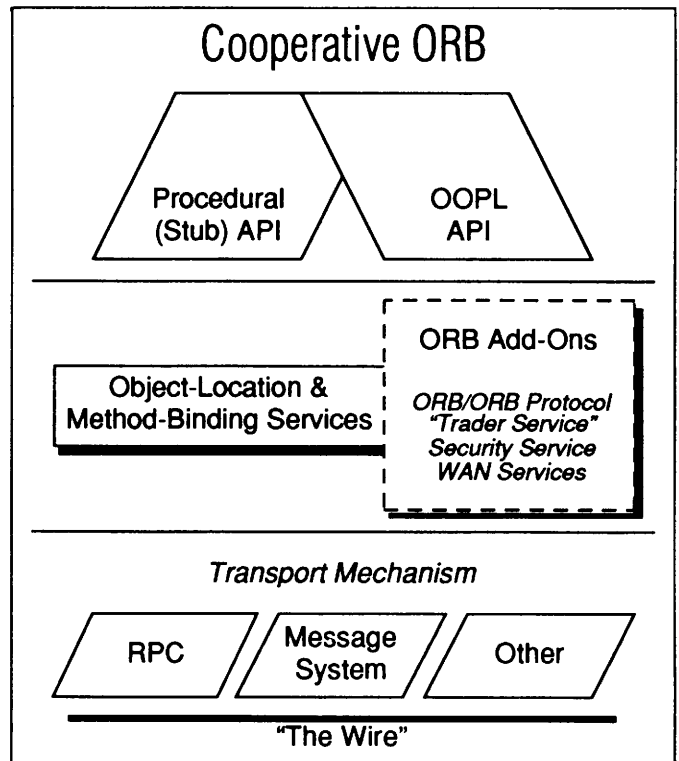 Cooperative ORB
Procedural
(Stub) API
OOPL
API
Object-Location &
Method-Binding Services
ORB Add-Ons
ORB/ORB Protocol
“Trader Service”
Security Service
WAN Services
Transport Mechanism
RPC
Message
System
Other
“The Wire”